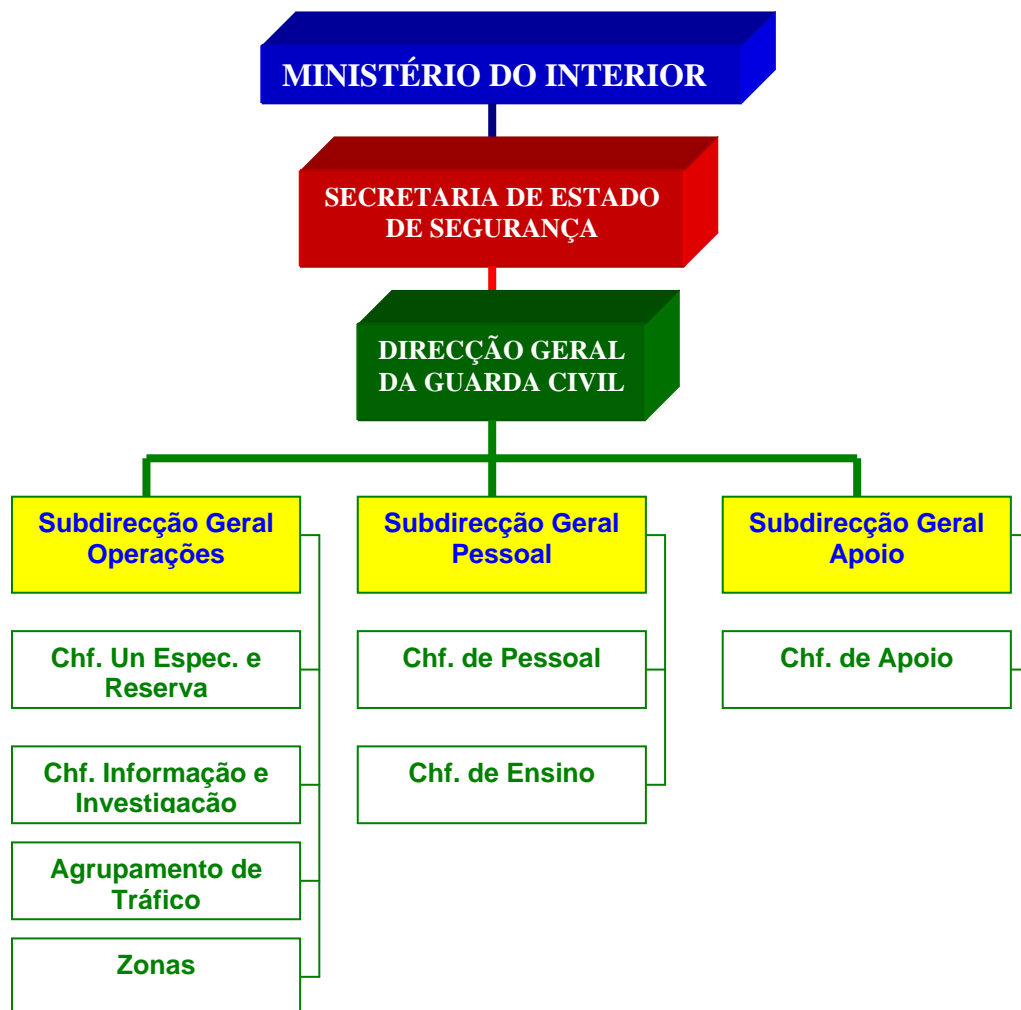 MINISTÉRIO DO INTERIOR
SECRETARIA DE ESTADO
DE SEGURANÇA
DIRECÇÃO GERAL
DA GUARDA CIVIL
Subdirecção Geral
Operações
Subdirecção Geral
Pessoal
Subdirecção Geral
Apoio
Chf. Un Espec. e
Reserva
Chf. de Pessoal
Chf. de Apoio
Chf. Informação e
Investigação
Chf. de Ensino
Agrupamento de
Tráfico
Zonas